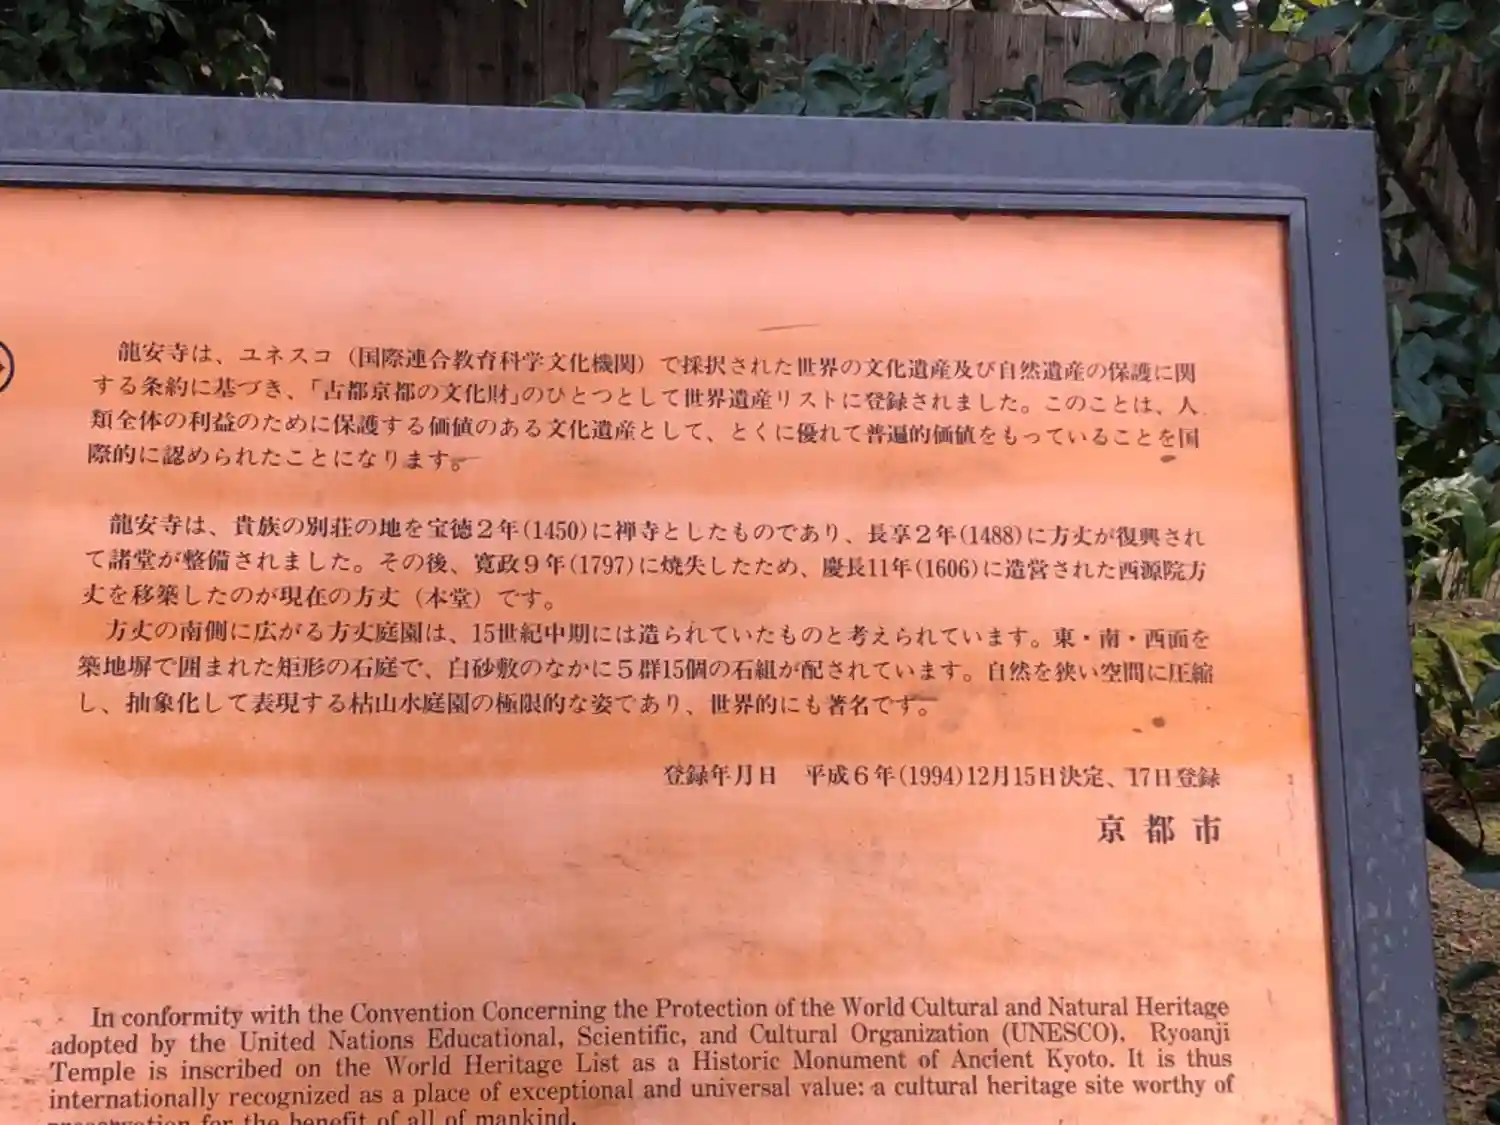 龍安寺は、ユネスコ（国際連合教育科学文化機関）で採択された世界の文化遺産及び自然遺産の保護に関
する条約に基づき、「古都京都の文化財」のひとつとして世界遺産リストに登録されました。このことは、人
類全体の利益のために保護する価値のある文化遺産として、とくに優れて普遍的価値をもっていることを国
際的に認められたことになります。
龍安寺は、貴族の別荘の地を宝徳２年(1450)に禅寺としたものであり、長享２年(1488)に方丈が復興され
て諸堂が整備されました。その後、寛政９年(1797)に焼失したため、慶長11年(1606)に造営された西源院方
丈を移築したのが現在の方丈（本堂）です。
方丈の南側に広がる方丈庭園は、15世紀中期には造られていたものと考えられています。東・南・西面を
築地塀で囲まれた矩形の石庭で、白砂敷のなかに５群15個の石組が配されています。自然を狭い空間に圧縮
し、抽象化して表現する枯山水庭園の極限的な姿であり、世界的にも著名です。
登録年月日　平成６年(1994)12月15日決定、17日登録
京都市
In conformity with the Convention Concerning the Protection of the World Cultural and Natural Heritage
adopted by the United Nations Educational, Scientific, and Cultural Organization (UNESCO), Ryoanji
Temple is inscribed on the World Heritage List as a Historic Monument of Ancient Kyoto. It is thus
internationally recognized as a place of exceptional and universal value: a cultural heritage site worthy of
preservation for the benefit of all of mankind.